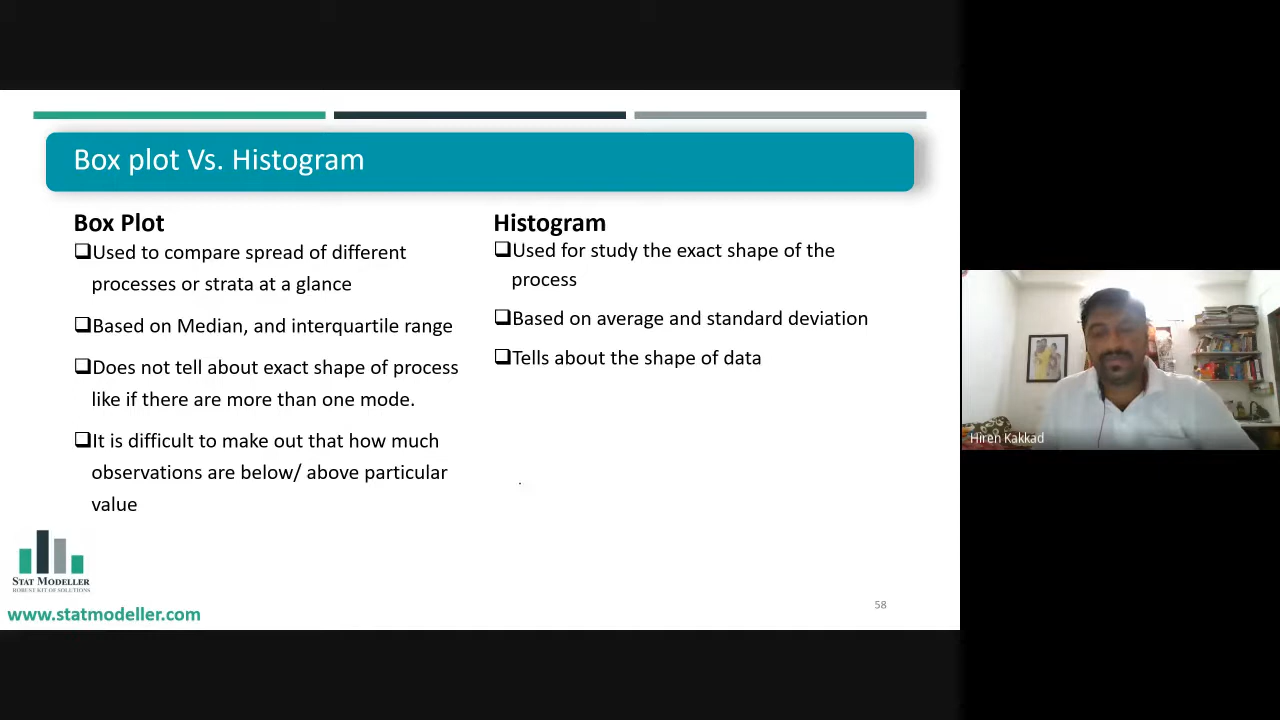 Box plot Vs. Histogram
Box Plot
Used to compare spread of different
processes or strata at a glance
Based on Median, and interquartile range
Does not tell about exact shape of process
like if there are more than one mode.
It is difficult to make out that how much
observations are below/ above particular
value
Histogram
Used for study the exact shape of the
process
Based on average and standard deviation
Tells about the shape of data
STAT MODELLER
ROBUST KIT OF SOLUTIONS
www.statmodeller.com
58
Hiren Kakkad